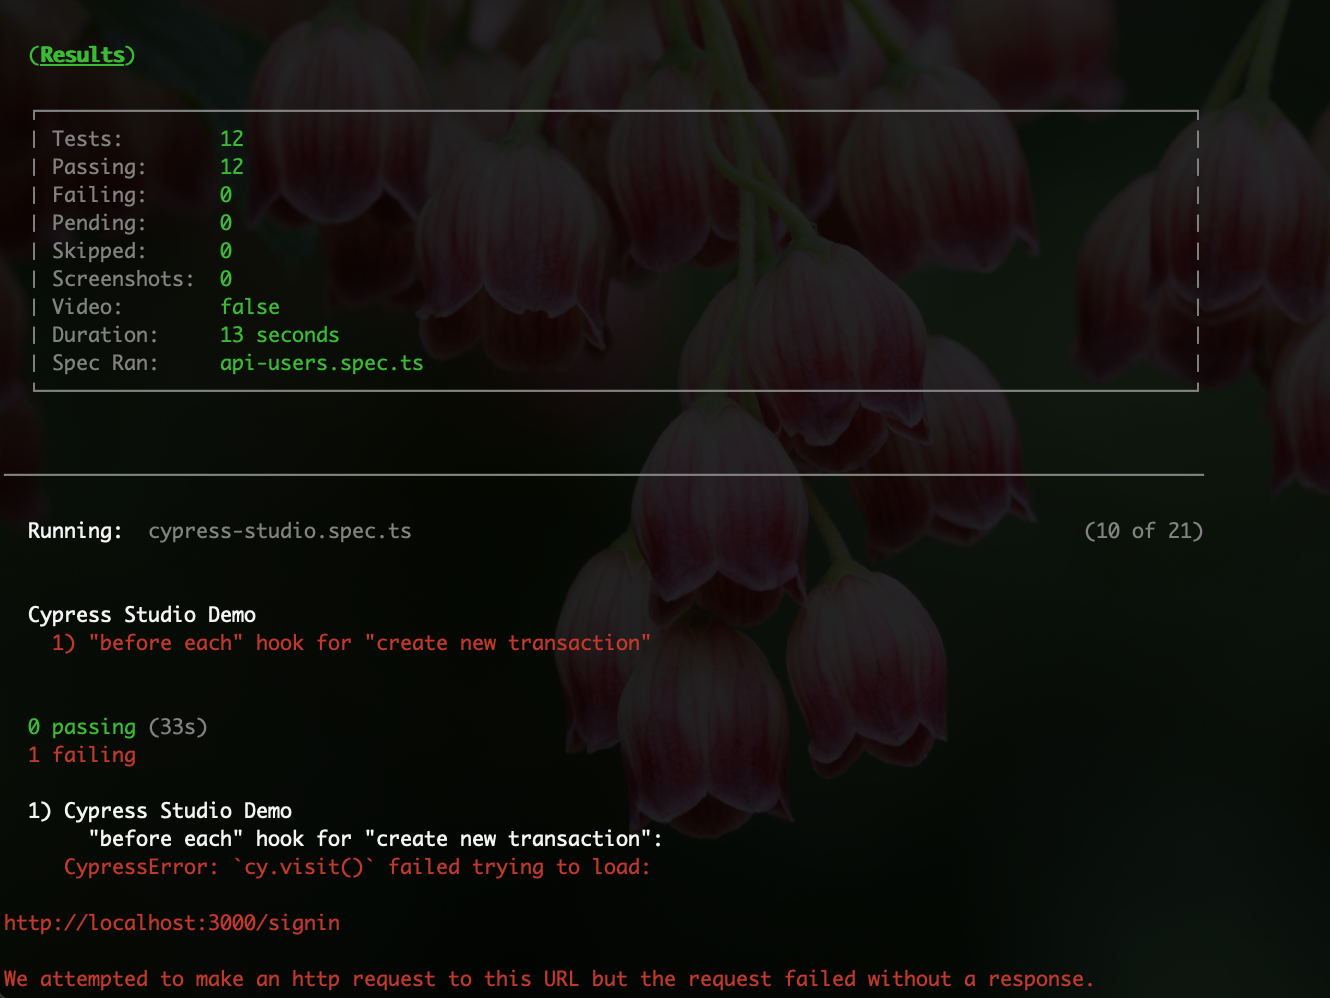 (Results)
Tests: 12
Passing: 12
Failing: 0
Pending: 0
Skipped: 0
Screenshots: 0
Video: false
Duration: 13 seconds
Spec Ran: api-users.spec.ts
Running: cypress-studio.spec.ts (10 of 21)
Cypress Studio Demo
1) "before each" hook for "create new transaction"
0 passing (33s)
1 failing
1) Cypress Studio Demo
"before each" hook for "create new transaction":
CypressError: `cy.visit()` failed trying to load:
http://localhost:3000/signin
We attempted to make an http request to this URL but the request failed without a response.